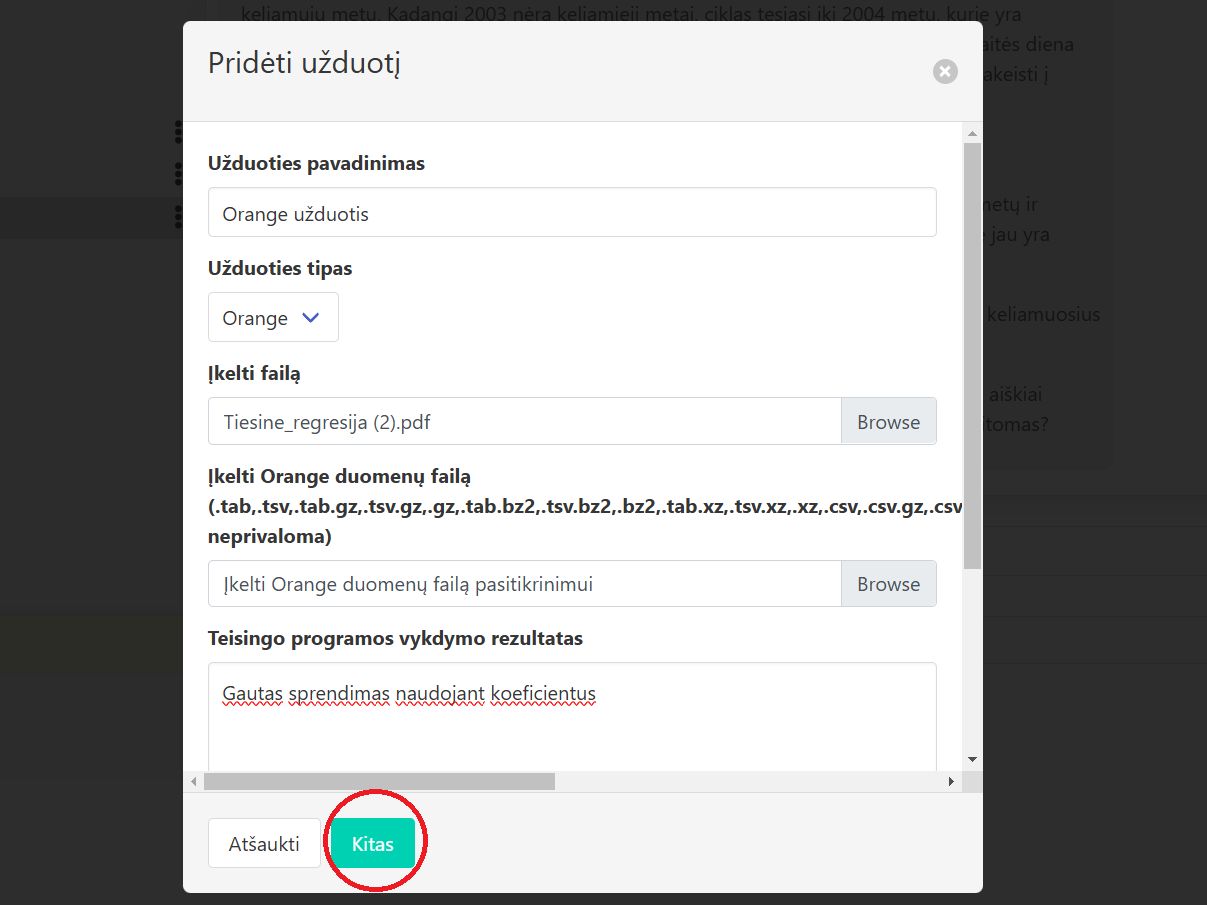 keliamųjų metų. Kadangi 2003 nėra keliamieji metai, ciklas tęsiasi iki 2004 metų, kurie yra
aitės diena
akeisti į
Pridėti užduotį
Užduoties pavadinimas
Orange užduotis
metų ir
jau yra
Užduoties tipas
Orange
keliamuosius
Įkelti failą
aiškiai
Tiesine_regresija (2).pdf
Browse
itomas?
Įkelti Orange duomenų failą
(.tab,.tsv,.tab.gz,.tsv.gz,.gz,.tab.bz2,.tsv.bz2,.bz2,.tab.xz,.tsv.xz,.xz,.csv,.csv.gz,.csv
neprivaloma)
Įkelti Orange duomenų failą pasitikrinimui
Browse
Teisingo programos vykdymo rezultatas
Gautas sprendimas naudojant koeficientus
Atšaukti
Kitas